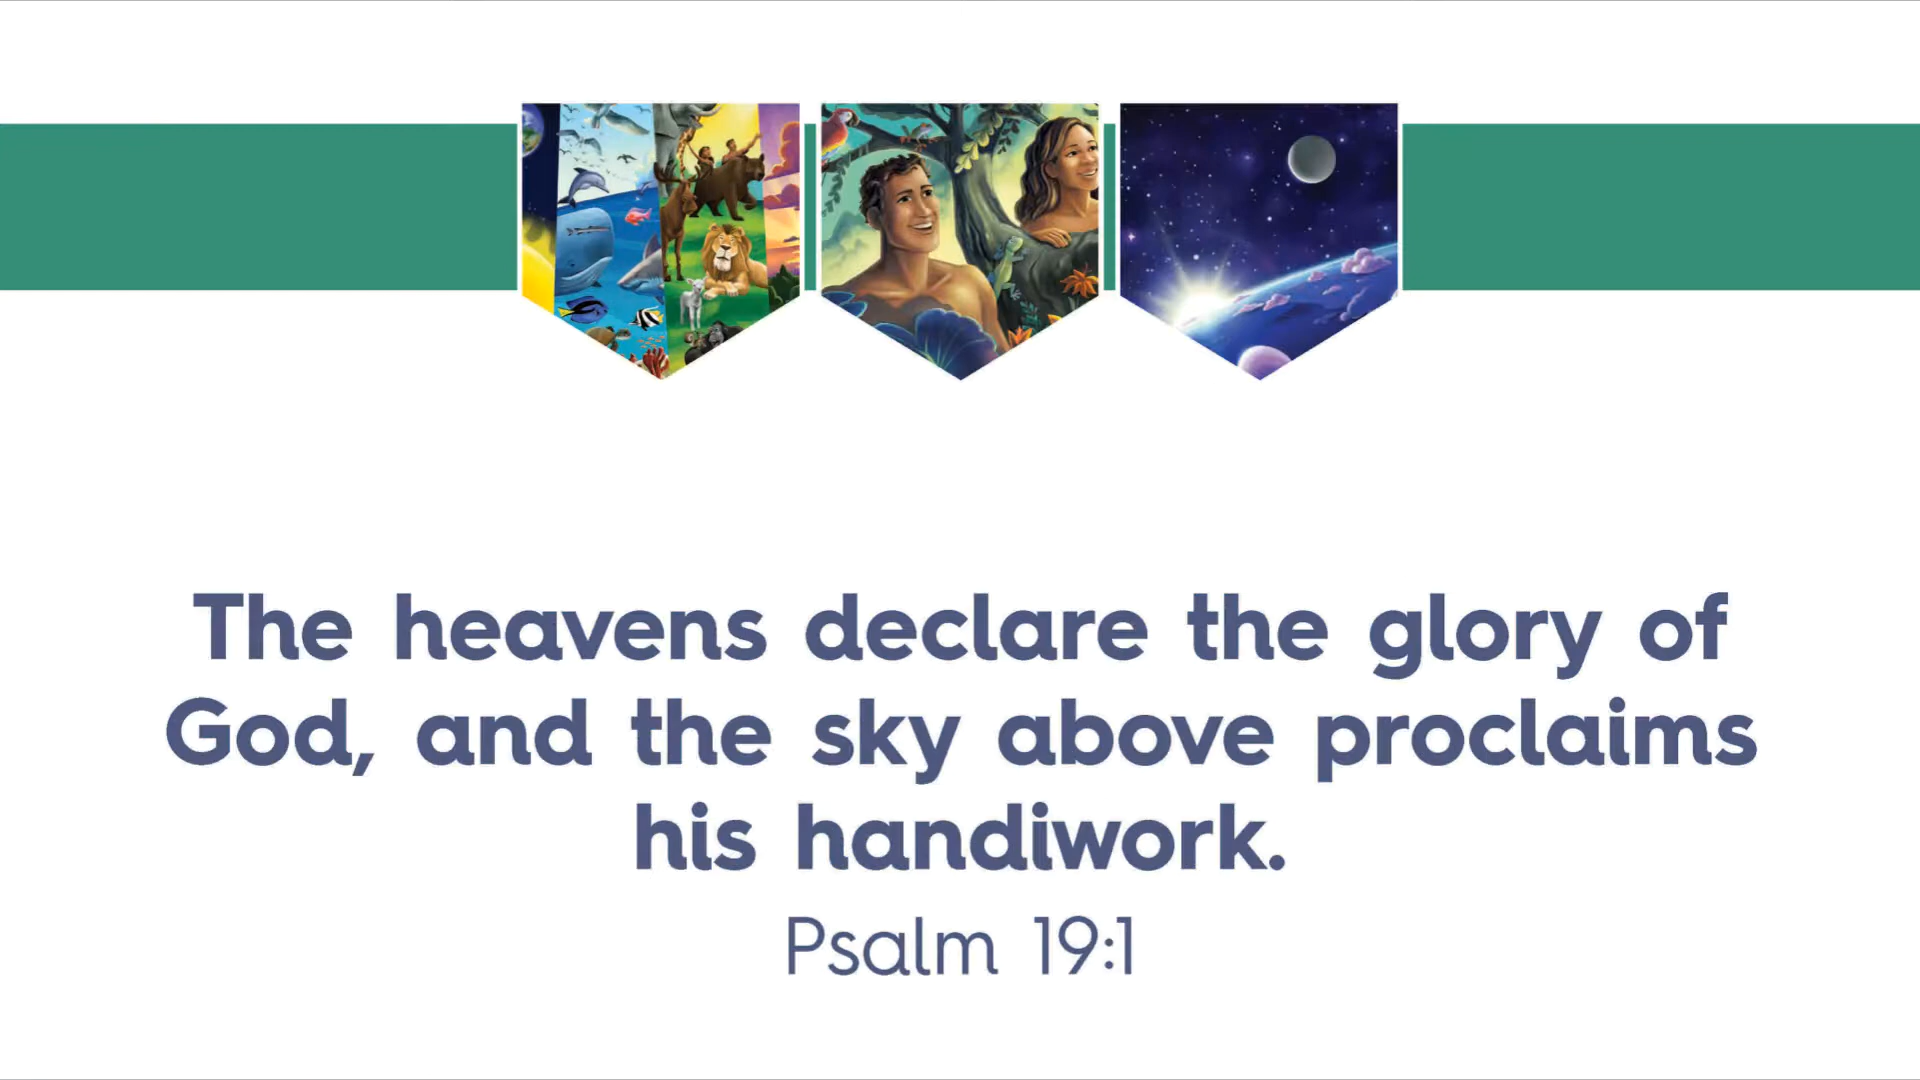 The heavens declare the glory of
God, and the sky above proclaims
his handiwork.
Psalm 19:1